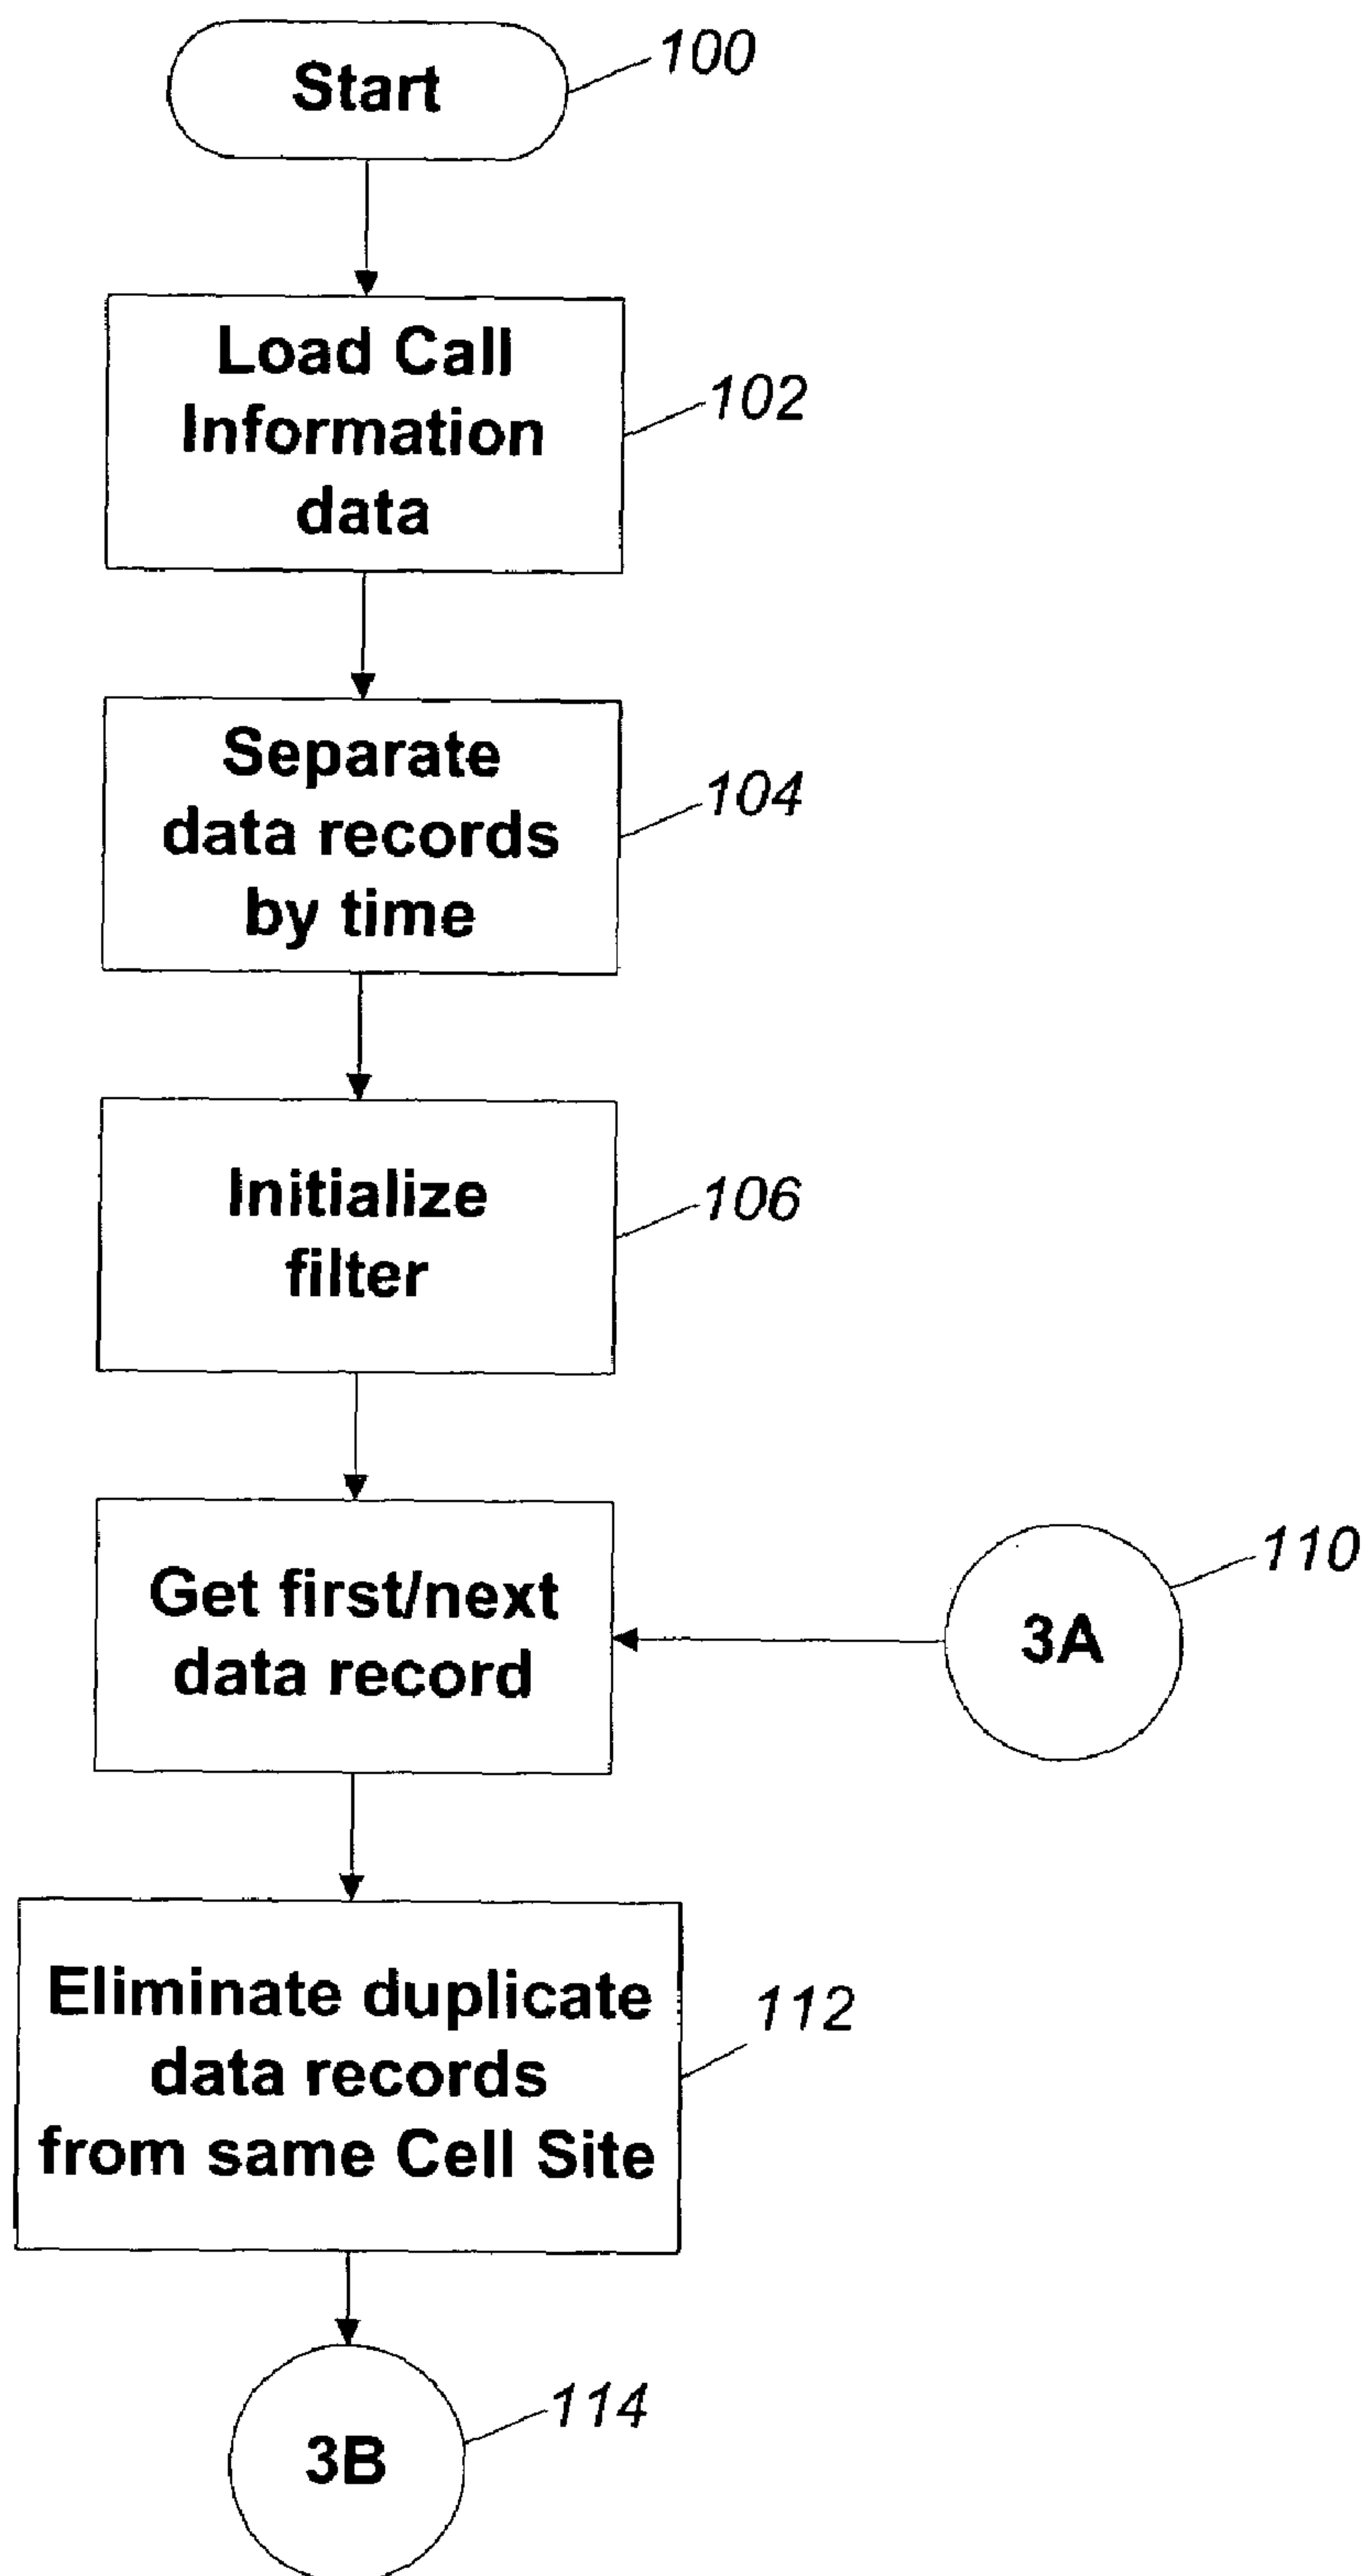 Start
100
Load Call
Information
data
102
Separate
data records
by time
104
Initialize
filter
106
Get first/next
data record
3A
110
Eliminate duplicate
data records
from same Cell Site
112
3B
114